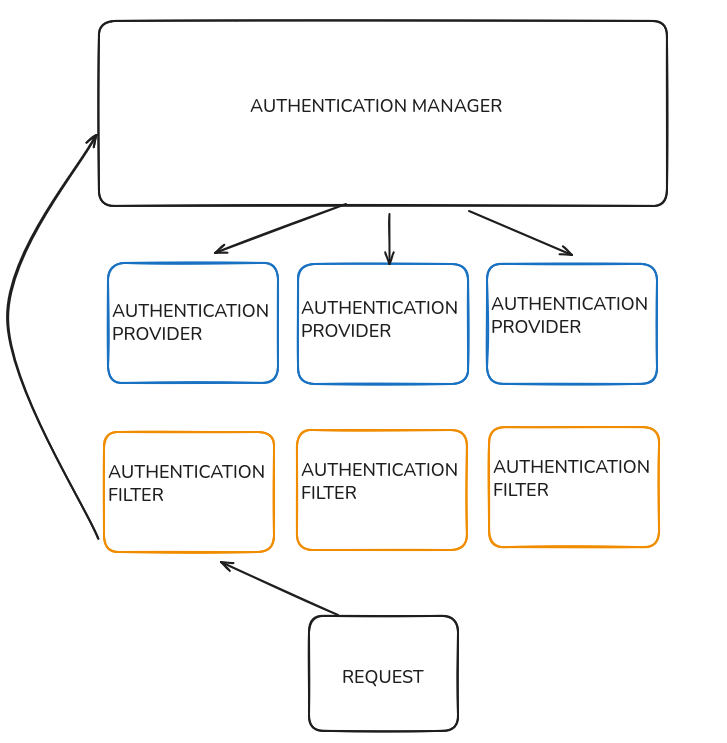 AUTHENTICATION MANAGER
AUTHENTICATION
PROVIDER
AUTHENTICATION
PROVIDER
AUTHENTICATION
PROVIDER
AUTHENTICATION
FILTER
AUTHENTICATION
FILTER
AUTHENTICATION
FILTER
REQUEST